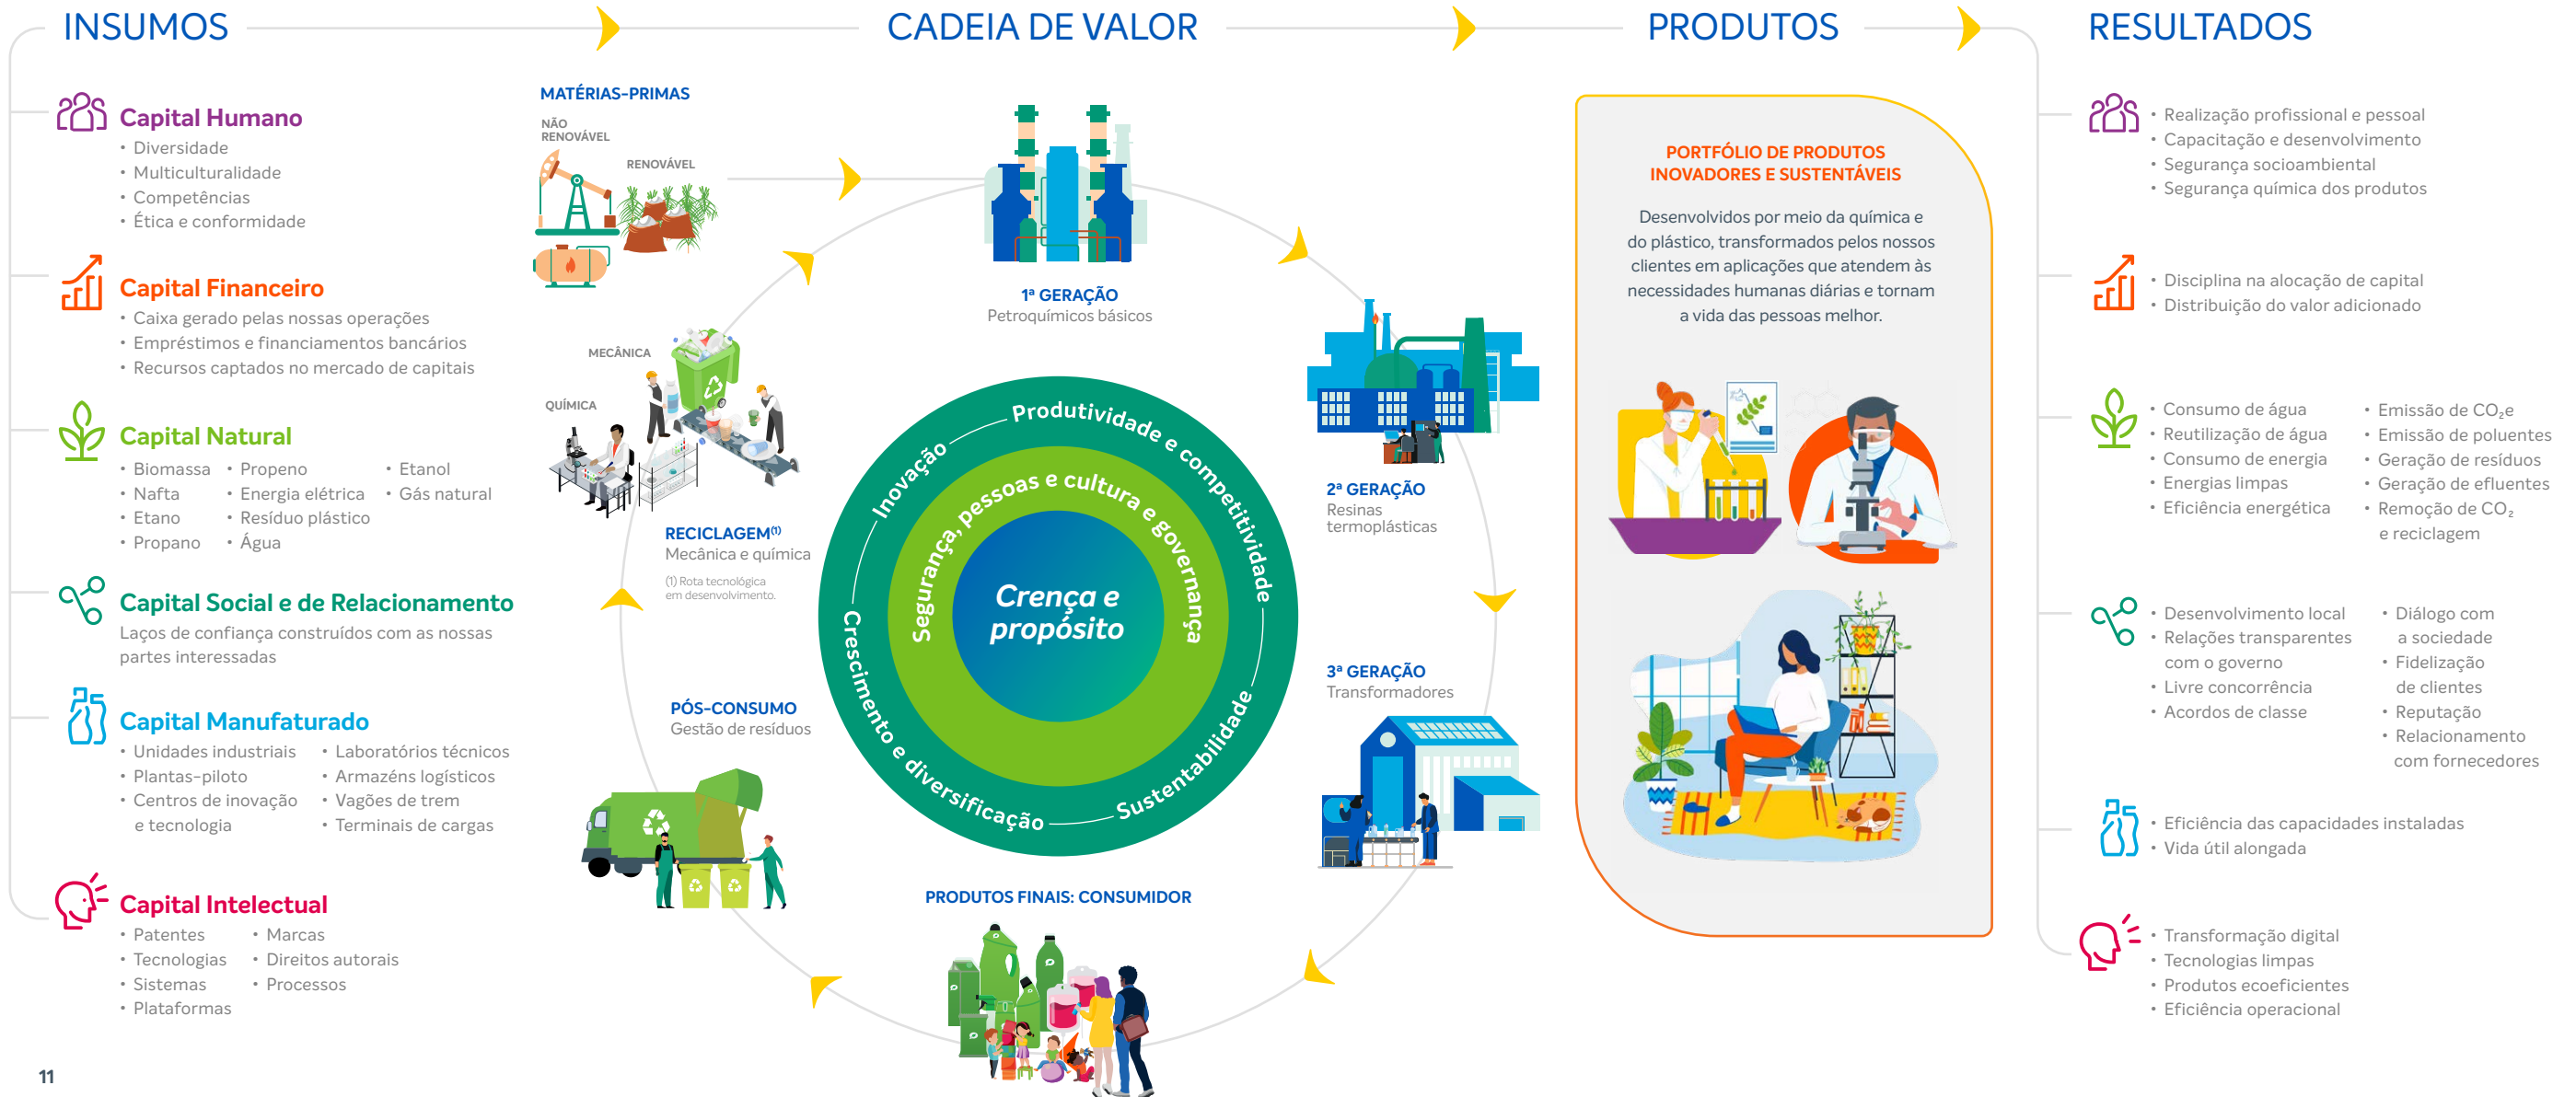 INSUMOS
CADEIA DE VALOR
PRODUTOS
RESULTADOS
Capital Humano
• Diversidade
• Multiculturalidade
• Competências
• Ética e conformidade
Capital Financeiro
• Caixa gerado pelas nossas operações
• Empréstimos e financiamentos bancários
• Recursos captados no mercado de capitais
Capital Natural
• Biomassa
• Nafta
• Etano
• Propano
• Propeno
• Energia elétrica
• Resíduo plástico
• Água
• Etanol
• Gás natural
Capital Social e de Relacionamento
Laços de confiança construídos com as nossas
partes interessadas
Capital Manufaturado
• Unidades industriais
• Plantas-piloto
• Centros de inovação
e tecnologia
• Laboratórios técnicos
• Armazéns logísticos
• Vagões de trem
• Terminais de cargas
Capital Intelectual
• Patentes
• Tecnologias
• Sistemas
• Plataformas
• Marcas
• Direitos autorais
• Processos
MATÉRIAS-PRIMAS
NÃO
RENOVÁVEL
RENOVÁVEL
1ª GERAÇÃO
Petroquímicos básicos
2ª GERAÇÃO
Resinas
termoplásticas
3ª GERAÇÃO
Transformadores
PRODUTOS FINAIS: CONSUMIDOR
PÓS-CONSUMO
Gestão de resíduos
MECÂNICA
QUÍMICA
RECICLAGEM(1)
Mecânica e química
(1) Rota tecnológica
em desenvolvimento.
Inovação
Produtividade e competitividade
Sustentabilidade
Crescimento e diversificação
Segurança, pessoas e cultura e governança
Crença e
propósito
PORTFÓLIO DE PRODUTOS
INOVADORES E SUSTENTÁVEIS
Desenvolvidos por meio da química e
do plástico, transformados pelos nossos
clientes em aplicações que atendem às
necessidades humanas diárias e tornam
a vida das pessoas melhor.
• Realização profissional e pessoal
• Capacitação e desenvolvimento
• Segurança socioambiental
• Segurança química dos produtos
• Disciplina na alocação de capital
• Distribuição do valor adicionado
• Consumo de água
• Reutilização de água
• Consumo de energia
• Energias limpas
• Eficiência energética
• Emissão de CO₂e
• Emissão de poluentes
• Geração de resíduos
• Geração de efluentes
• Remoção de CO₂
e reciclagem
• Desenvolvimento local
• Relações transparentes
com o governo
• Livre concorrência
• Acordos de classe
• Diálogo com
a sociedade
• Fidelização
de clientes
• Reputação
• Relacionamento
com fornecedores
• Eficiência das capacidades instaladas
• Vida útil alongada
• Transformação digital
• Tecnologias limpas
• Produtos ecoeficientes
• Eficiência operacional
11